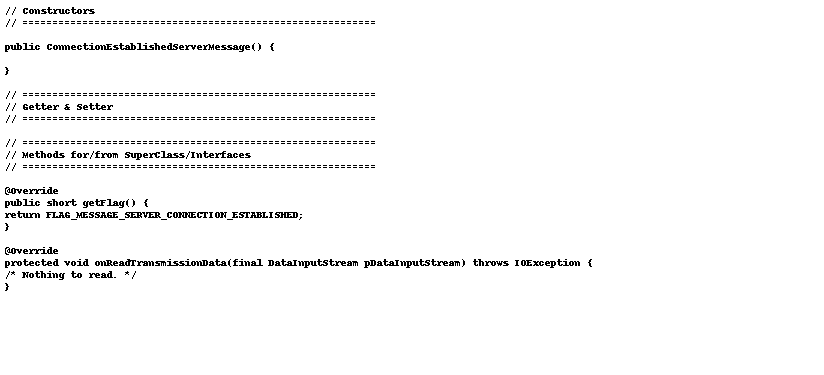 // Constructors
// ===========================================================
public ConnectionEstablishedServerMessage() {
}
// ===========================================================
// Getter & Setter
// ===========================================================
// ===========================================================
// Methods for/from SuperClass/Interfaces
// ===========================================================
@Override
public short getFlag() {
return FLAG_MESSAGE_SERVER_CONNECTION_ESTABLISHED;
}
@Override
protected void onReadTransmissionData(final DataInputStream pDataInputStream) throws IOException {
/* Nothing to read. */
}